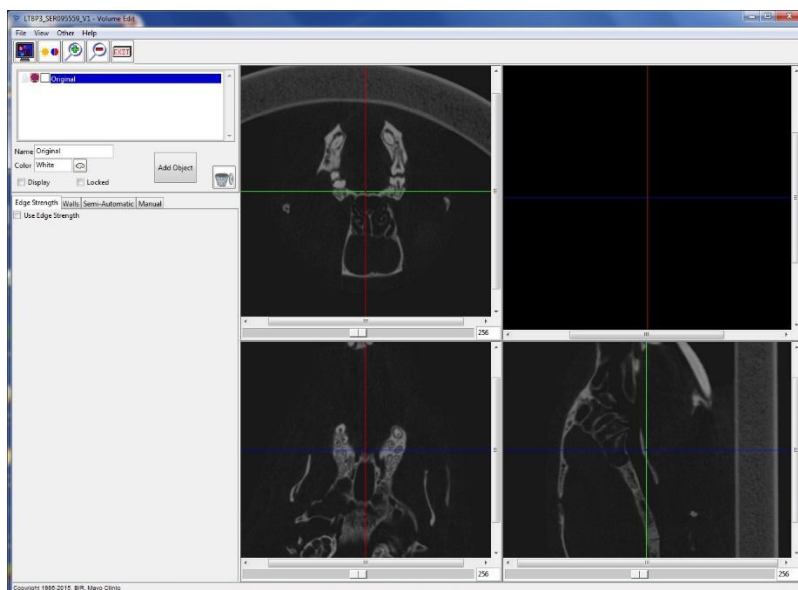 LTBP3_SER095559_V1 - Volume Edit
File View Other Help
EXIT
Original
Name Original
Color White
Add Object
Display Locked
Edge Strength Walls Semi-Automatic Manual
Use Edge Strength
256
256
256
Copyright 1986-2015, BIR, Mayo Clinic